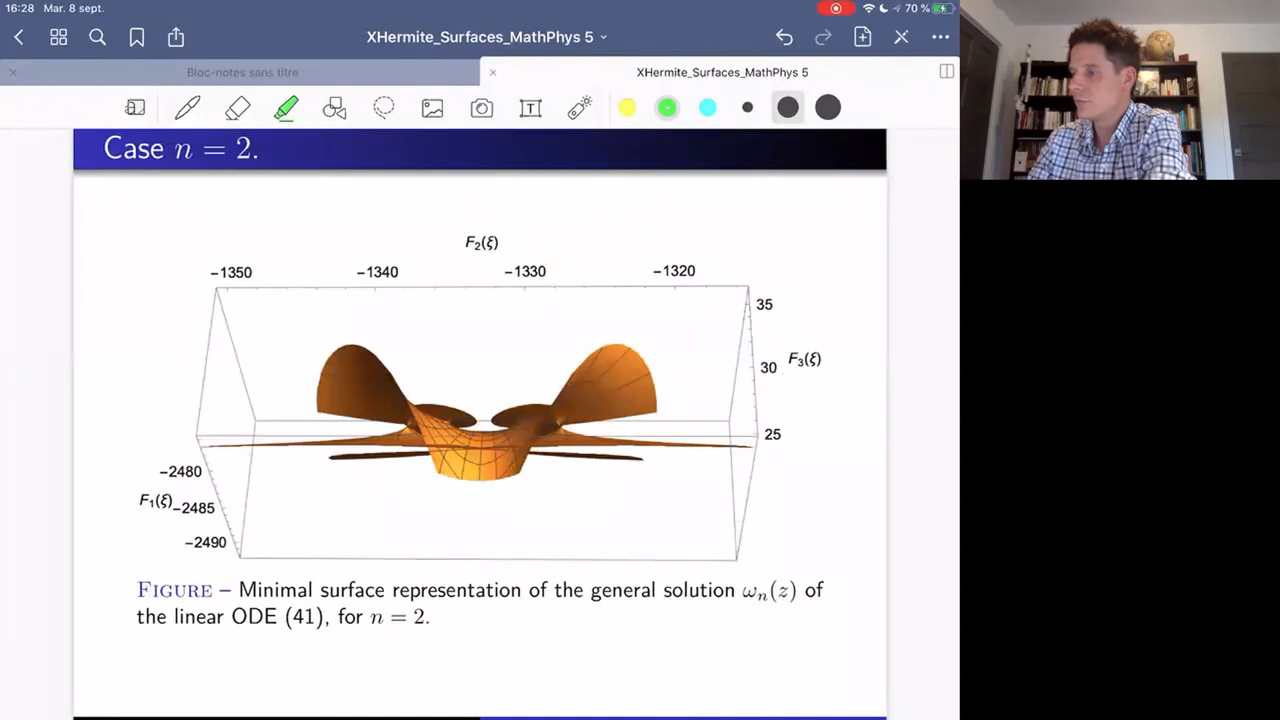 16:28 Mar. 8 sept.
70 %
XHermite_Surfaces_MathPhys 5
Bloc-notes sans titre
XHermite_Surfaces_MathPhys 5
Case n = 2.
F₂(ξ)
−1350 −1340 −1330 −1320
35
30 F₃(ξ)
25
−2480
F₁(ξ) −2485
−2490
FIGURE – Minimal surface representation of the general solution ωₙ(z) of
the linear ODE (41), for n = 2.